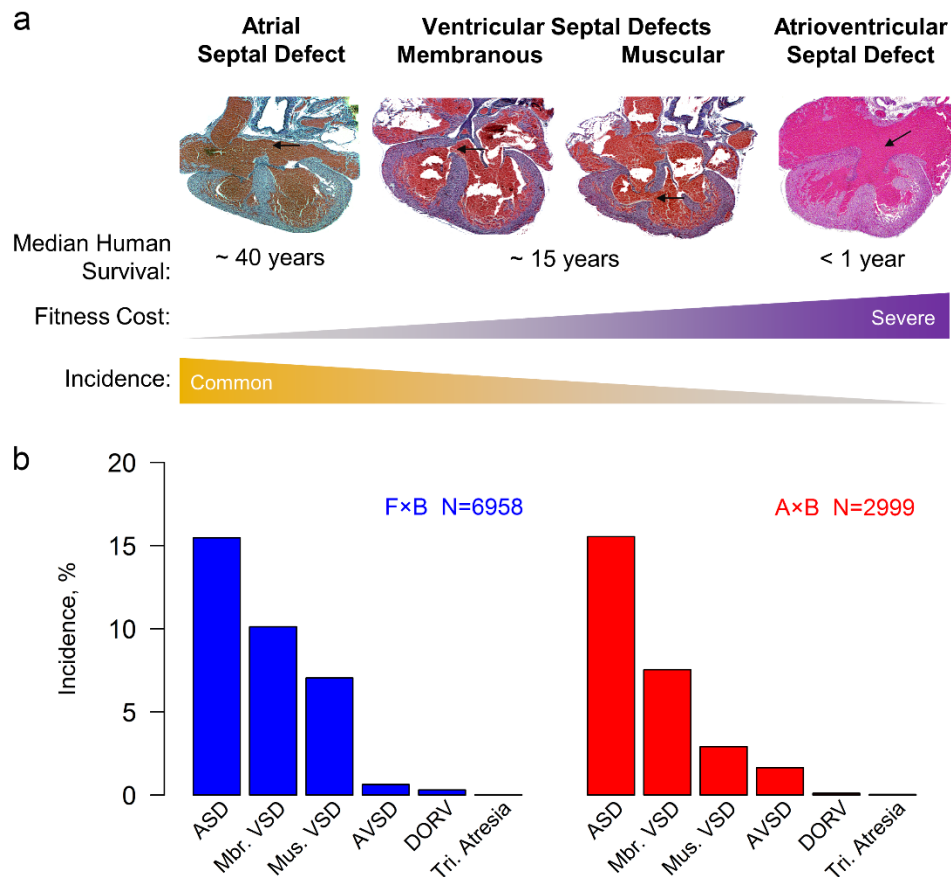 a
Atrial
Septal Defect
Ventricular Septal Defects
Membranous Muscular
Atrioventricular
Septal Defect
Median Human
Survival:
~ 40 years
~ 15 years
< 1 year
Fitness Cost:
Severe
Incidence:
Common
b
Incidence, %
20
15
10
5
0
F×B N=6958
ASD
Mbr. VSD
Mus. VSD
AVSD
DORV
Tri. Atresia
A×B N=2999
ASD
Mbr. VSD
Mus. VSD
AVSD
DORV
Tri. Atresia